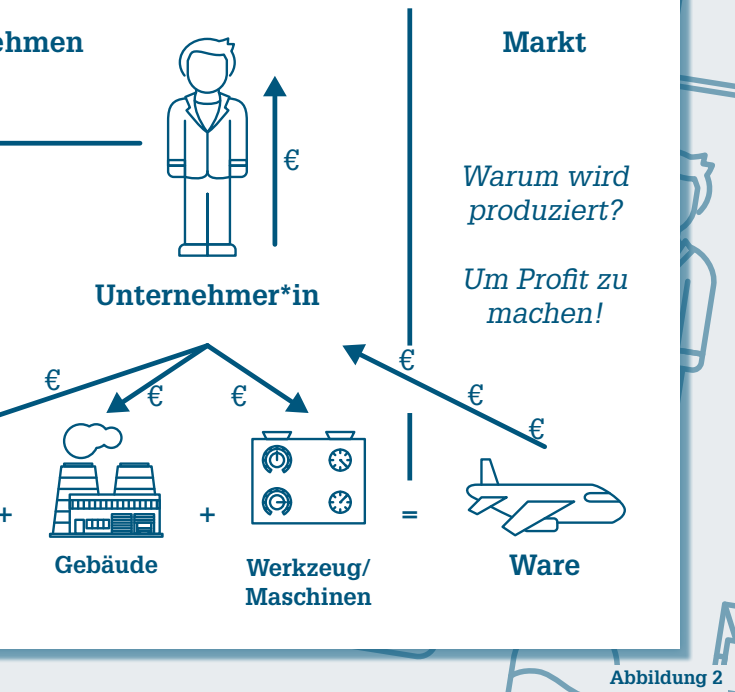 ehmen
Markt
€
Warum wird
produziert?
Um Profit zu
machen!
Unternehmer*in
€
€
€
€
€
€
+
+
=
Gebäude
Werkzeug/
Maschinen
Ware
Abbildung 2